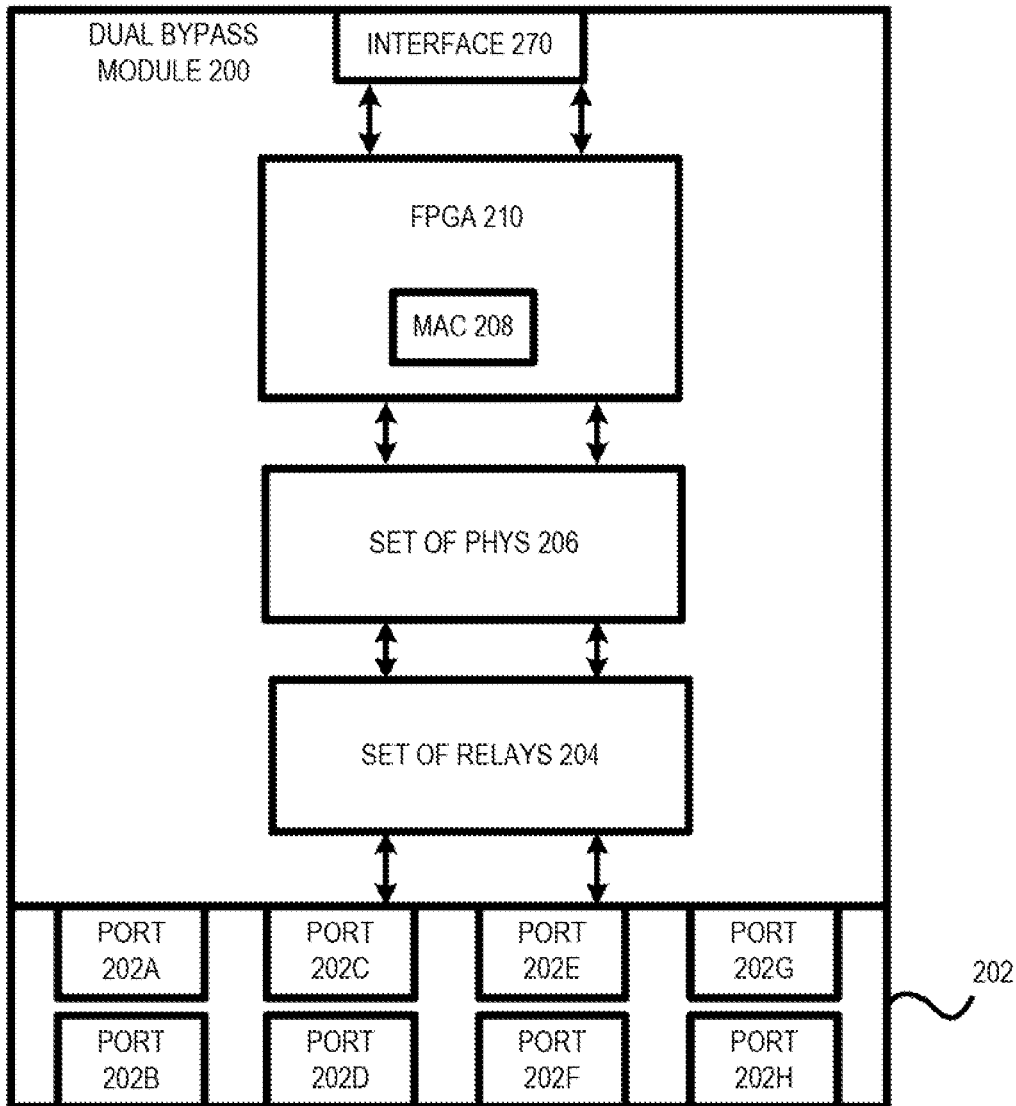 DUAL BYPASS
MODULE 200
INTERFACE 270
FPGA 210
MAC 208
SET OF PHYS 206
SET OF RELAYS 204
PORT
202A
PORT
202C
PORT
202E
PORT
202G
202
PORT
202B
PORT
202D
PORT
202F
PORT
202H